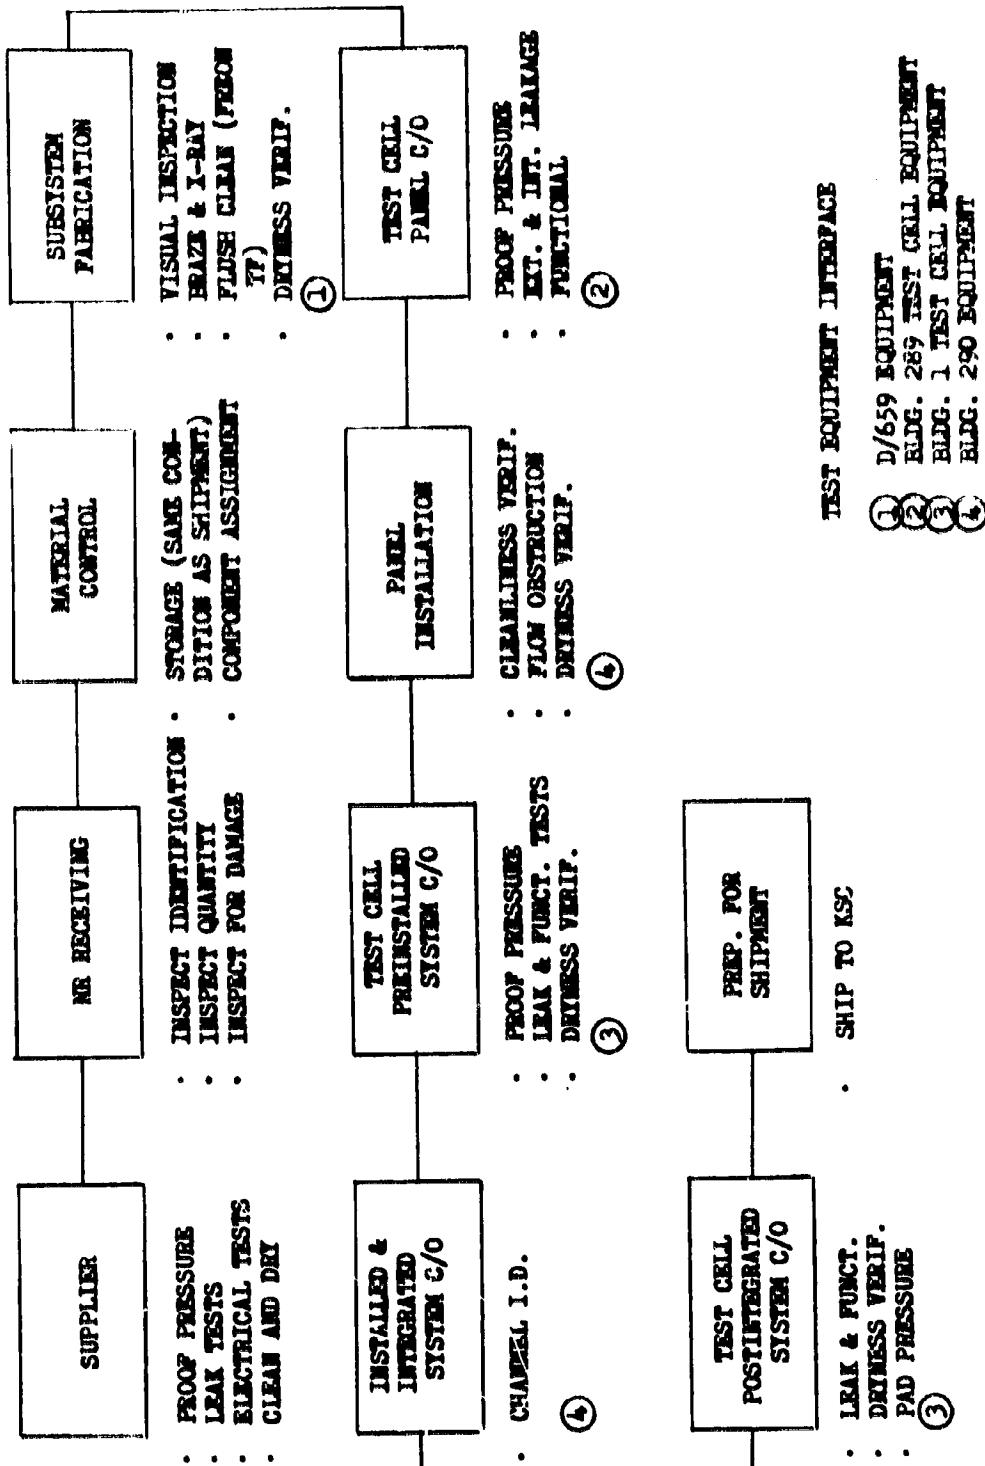 SUPPLIER
· PROOF PRESSURE
· LEAK TESTS
· ELECTRICAL TESTS
· CLEAN AND DRY
NR RECEIVING
· INSPECT IDENTIFICATION
· INSPECT QUANTITY
· INSPECT FOR DAMAGE
MATERIAL
CONTROL
· STORAGE (SAME CON-
DITION AS SHIPMENT)
· COMPONENT ASSIGNMENT
SUBSYSTEM
FABRICATION
· VISUAL INSPECTION
· BRAZE & X-RAY
· FLUSH CLEAN (FREON
TF)
· DRYNESS VERIF.
①
INSTALLED &
INTEGRATED
SYSTEM C/O
· CHANNEL I.D.
④
TEST CELL
PREINSTALLED
SYSTEM C/O
· PROOF PRESSURE
· LEAK & FUNCT. TESTS
· DRYNESS VERIF.
③
PANEL
INSTALLATION
· CLEANLINESS VERIF.
· FLOW OBSTRUCTION
· DRYNESS VERIF.
④
TEST CELL
PANEL C/O
· PROOF PRESSURE
· EXT. & INT. LEAKAGE
· FUNCTIONAL
②
TEST CELL
POSTINTEGRATED
SYSTEM C/O
· LEAK & FUNCT.
· DRYNESS VERIF.
· PAD PRESSURE
③
PREP. FOR
SHIPMENT
· SHIP TO KSC
TEST EQUIPMENT INTERFACE
① D/659 EQUIPMENT
② BLDG. 289 TEST CELL EQUIPMENT
③ BLDG. 1 TEST CELL EQUIPMENT
④ BLDG. 290 EQUIPMENT